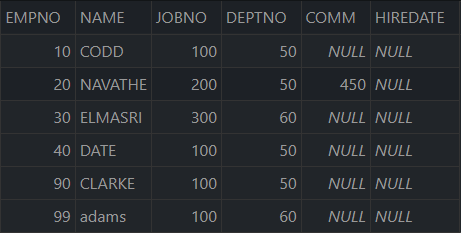 EMPNO NAME JOBNO DEPTNO COMM HIREDATE
10 CODD 100 50 NULL NULL
20 NAVATHE 200 50 450 NULL
30 ELMASRI 300 60 NULL NULL
40 DATE 100 50 NULL NULL
90 CLARKE 100 50 NULL NULL
99 adams 100 60 NULL NULL